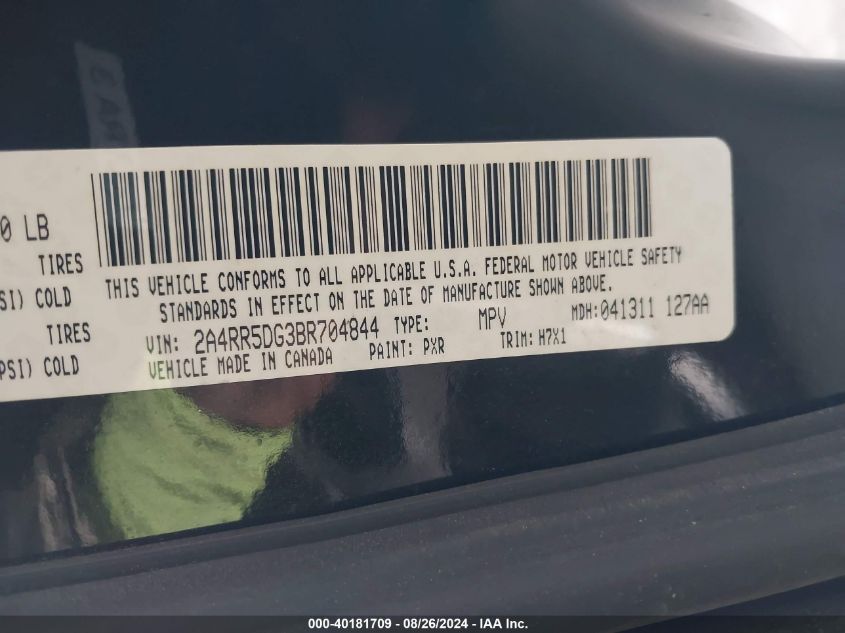 0 LB
TIRES
SI) COLD
TIRES
PSI) COLD
THIS VEHICLE CONFORMS TO ALL APPLICABLE U.S.A. FEDERAL MOTOR VEHICLE SAFETY
STANDARDS IN EFFECT ON THE DATE OF MANUFACTURE SHOWN ABOVE.
VIN: 2A4RR5DG3BR704844 TYPE: MPV MDH:041311 127AA
VEHICLE MADE IN CANADA PAINT: PXR TRIM: H7X1
000-40181709 - 08/26/2024 - IAA Inc.